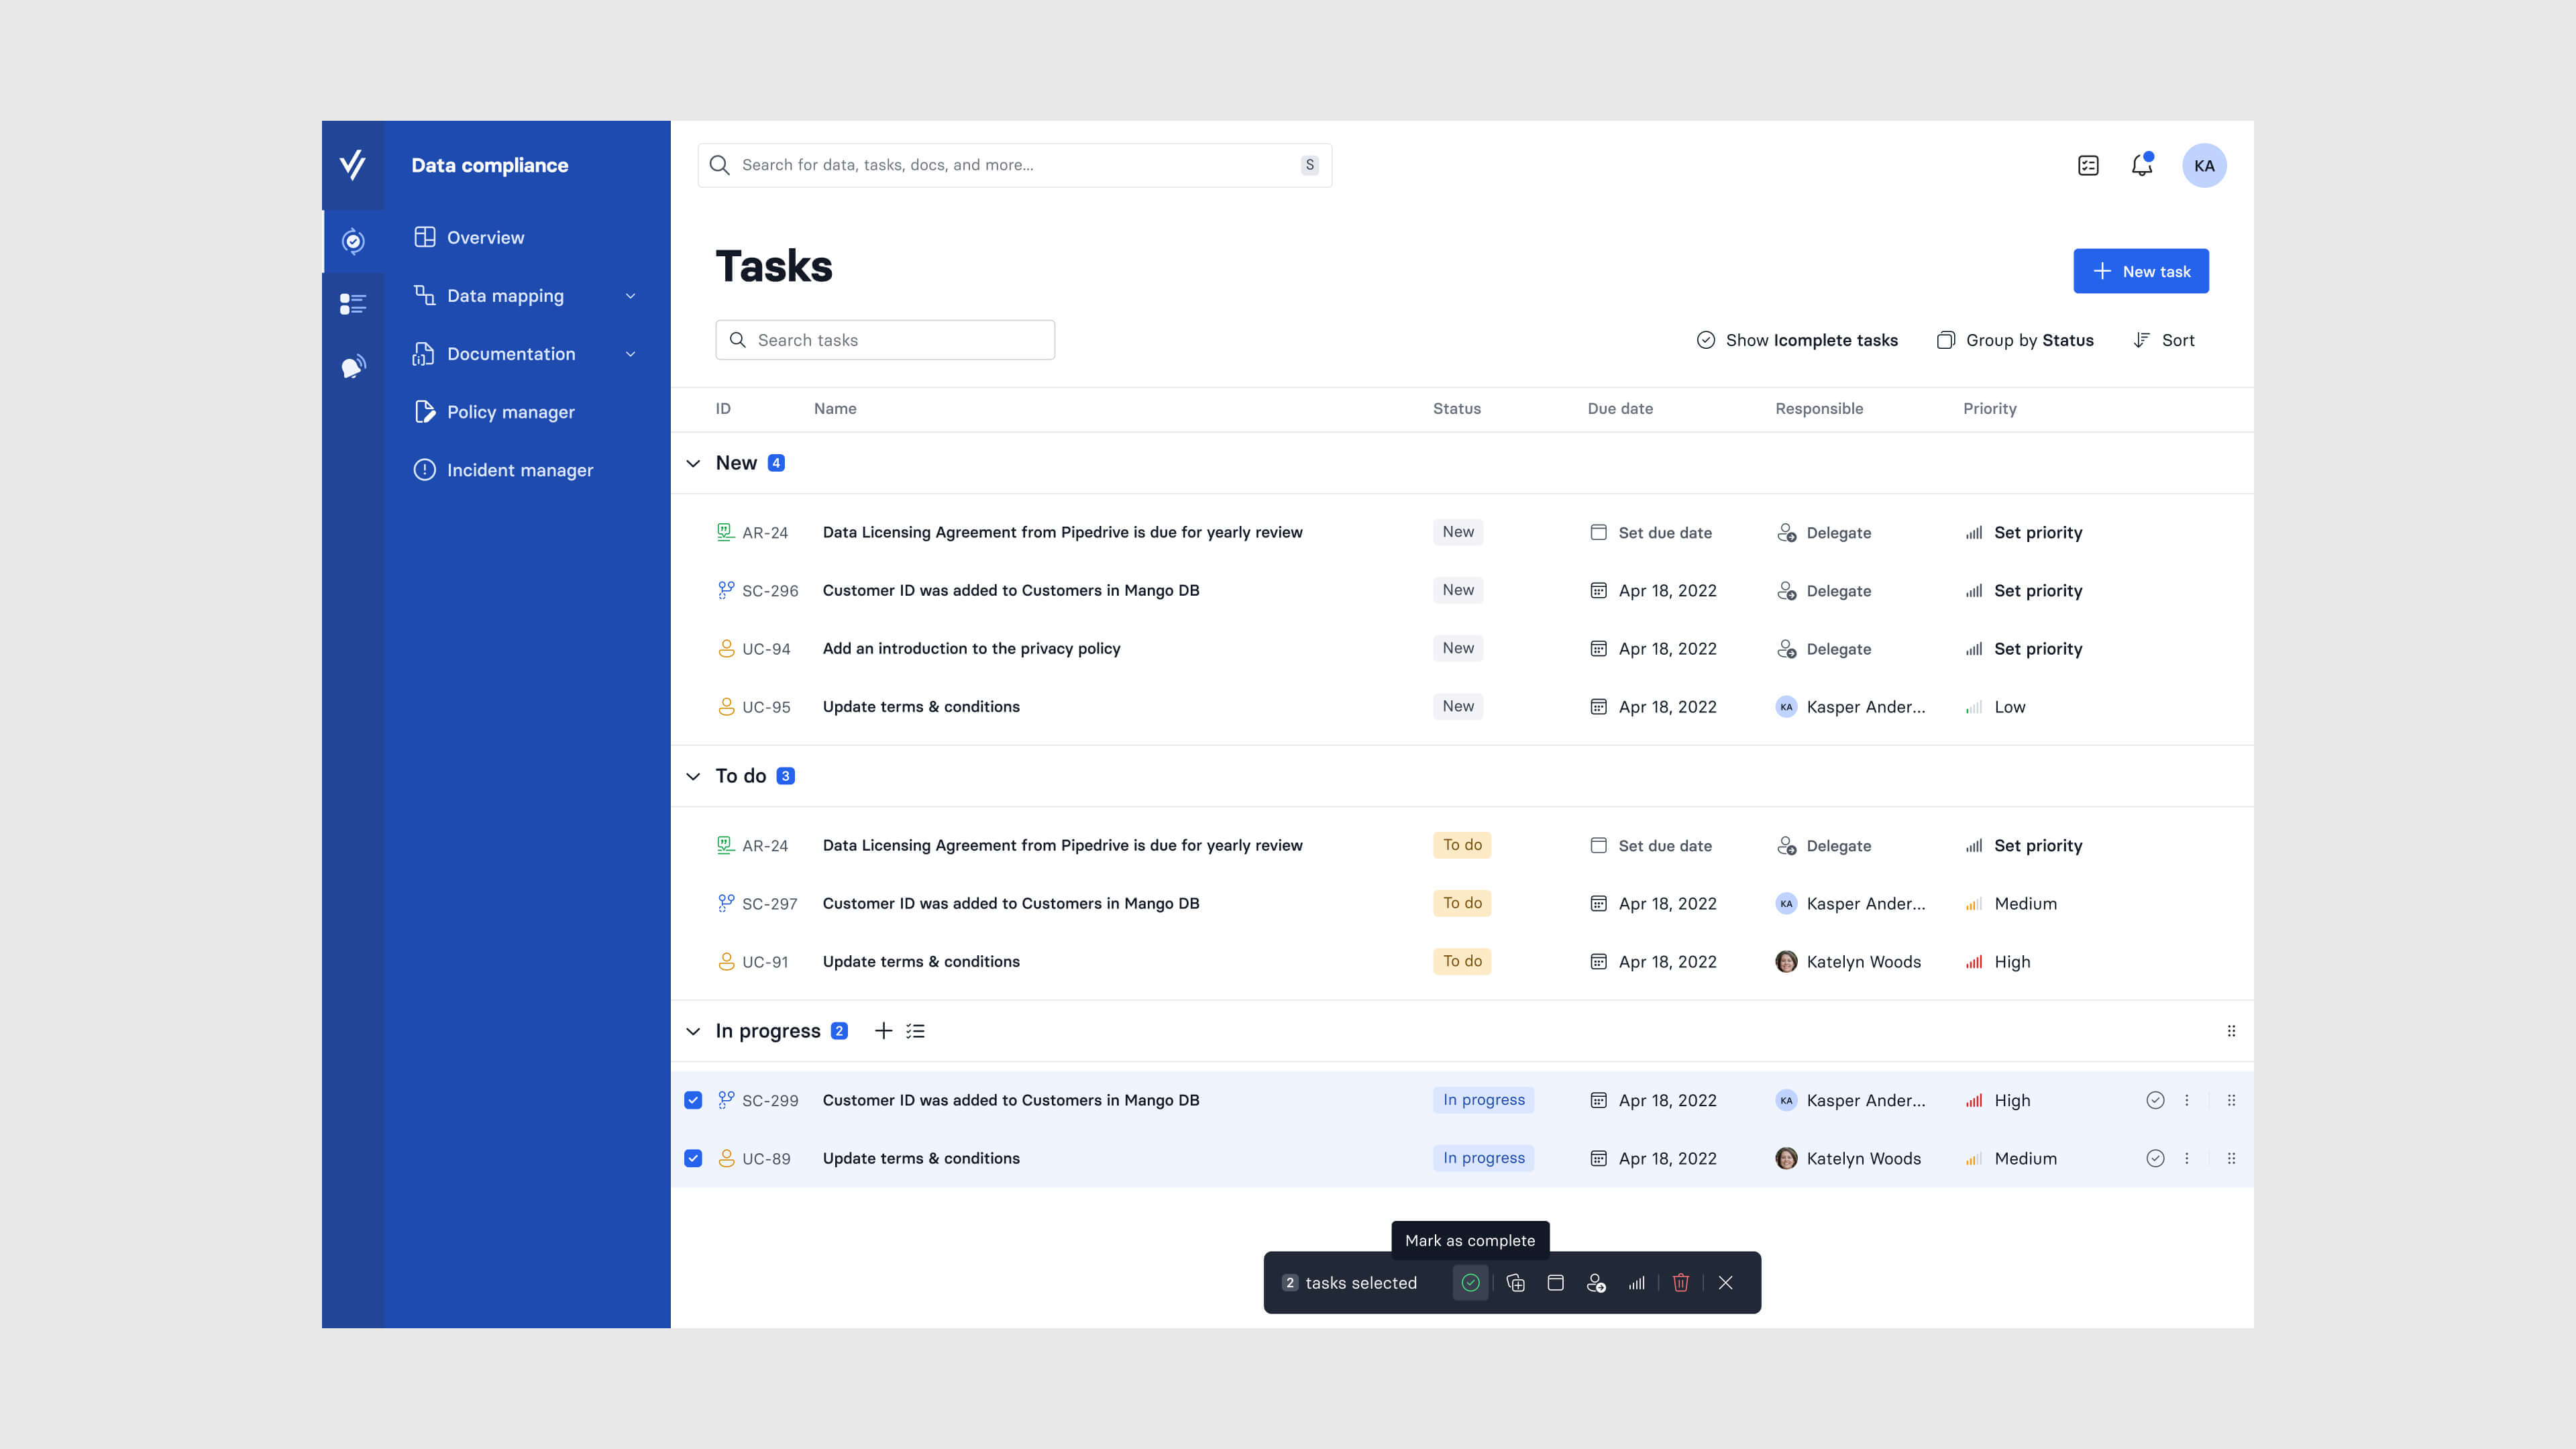 Data compliance
Search for data, tasks, docs, and more... S
KA
Overview
Data mapping
Documentation
Policy manager
Incident manager
Tasks
New task
Search tasks
Show Icomplete tasks
Group by Status
Sort
ID Name Status Due date Responsible Priority
New 4
AR-24 Data Licensing Agreement from Pipedrive is due for yearly review New Set due date Delegate Set priority
SC-296 Customer ID was added to Customers in Mango DB New Apr 18, 2022 Delegate Set priority
UC-94 Add an introduction to the privacy policy New Apr 18, 2022 Delegate Set priority
UC-95 Update terms & conditions New Apr 18, 2022 KA Kasper Ander... Low
To do 3
AR-24 Data Licensing Agreement from Pipedrive is due for yearly review To do Set due date Delegate Set priority
SC-297 Customer ID was added to Customers in Mango DB To do Apr 18, 2022 KA Kasper Ander... Medium
UC-91 Update terms & conditions To do Apr 18, 2022 Katelyn Woods High
In progress 2
SC-299 Customer ID was added to Customers in Mango DB In progress Apr 18, 2022 KA Kasper Ander... High
UC-89 Update terms & conditions In progress Apr 18, 2022 Katelyn Woods Medium
Mark as complete
2 tasks selected